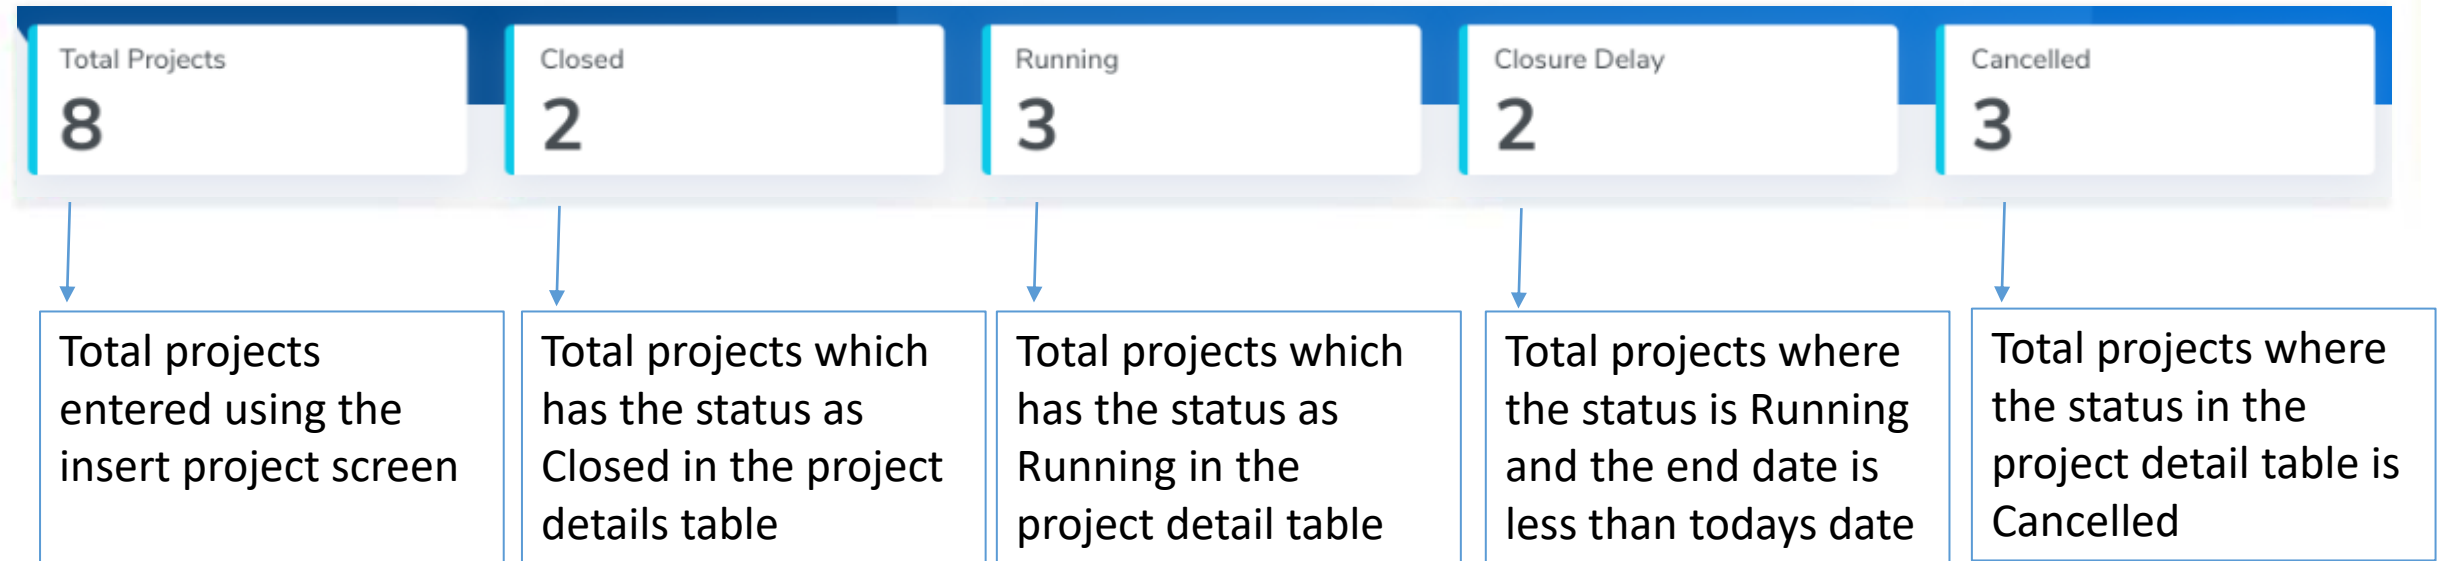 Total Projects
8
Closed
2
Running
3
Closure Delay
2
Cancelled
3
Total projects
entered using the
insert project screen
Total projects which
has the status as
Closed in the project
details table
Total projects which
has the status as
Running in the
project detail table
Total projects where
the status is Running
and the end date is
less than todays date
Total projects where
the status in the
project detail table is
Cancelled